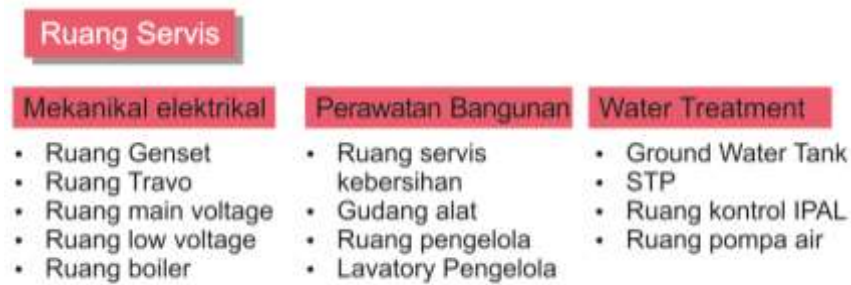 Ruang Servis
Mekanikal elektrikal
• Ruang Genset
• Ruang Travo
• Ruang main voltage
• Ruang low voltage
• Ruang boiler
Perawatan Bangunan
• Ruang servis
kebersihan
• Gudang alat
• Ruang pengelola
• Lavatory Pengelola
Water Treatment
• Ground Water Tank
• STP
• Ruang kontrol IPAL
• Ruang pompa air